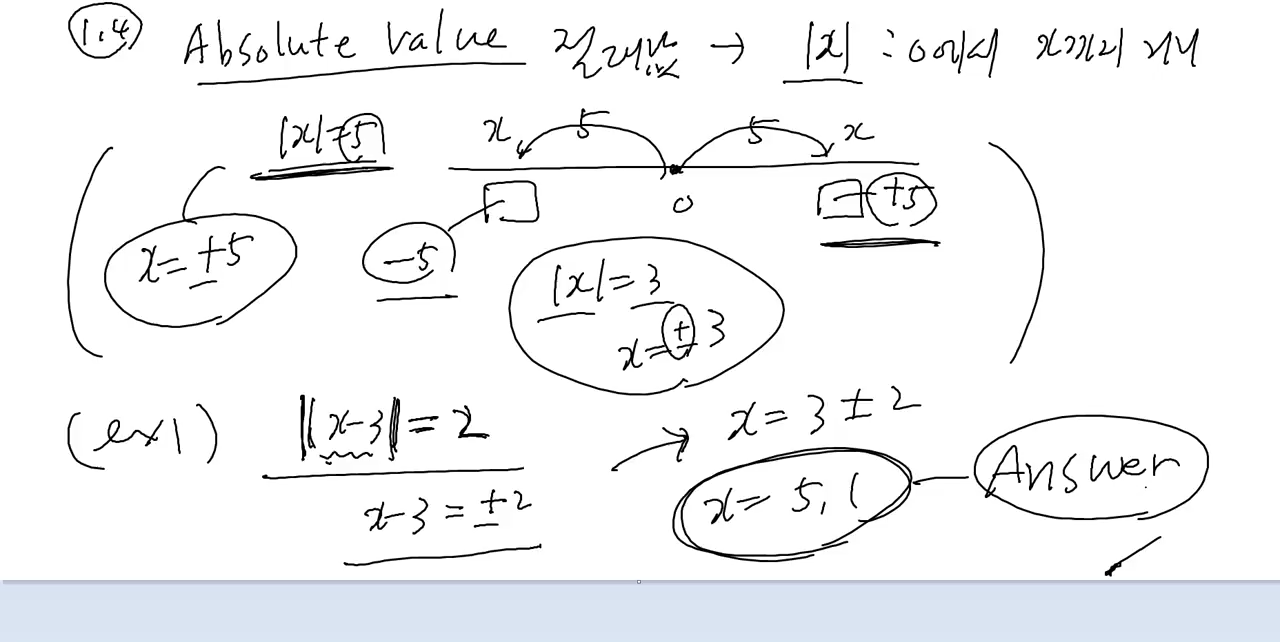 1.4 Absolute value 절대값 → |x| : 0에서 x까지 거리
|x|=5 x 5 5 x
0 +5
x=±5 -5
|x|=3
x=±3
(ex1) |x-3|=2 → x=3±2
x-3=±2 x=5,1 Answer